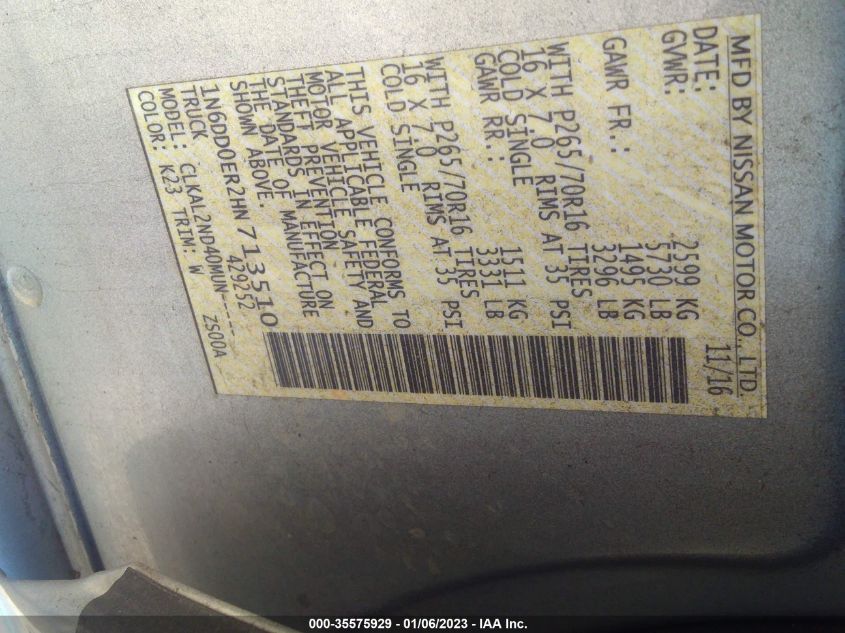 MFD BY NISSAN MOTOR CO., LTD.
DATE: 11/16
GVWR: 2599 KG
5730 LB
GAWR FR.: 1495 KG
3296 LB
WITH P265/70R16 TIRES
16 X 7.0 RIMS AT 35 PSI
COLD SINGLE
GAWR RR.: 1511 KG
3331 LB
WITH P265/70R16 TIRES
16 X 7.0 RIMS AT 35 PSI
COLD SINGLE
THIS VEHICLE CONFORMS TO
ALL APPLICABLE FEDERAL
MOTOR VEHICLE SAFETY AND
THEFT PREVENTION
STANDARDS IN EFFECT ON
THE DATE OF MANUFACTURE
SHOWN ABOVE.
1N6DD0ER2HN713510
TRUCK 429252
MODEL: CLKAL2ND40MUN-----
COLOR: K23 TRIM: W ZS00A
000-35575929 - 01/06/2023 - IAA Inc.